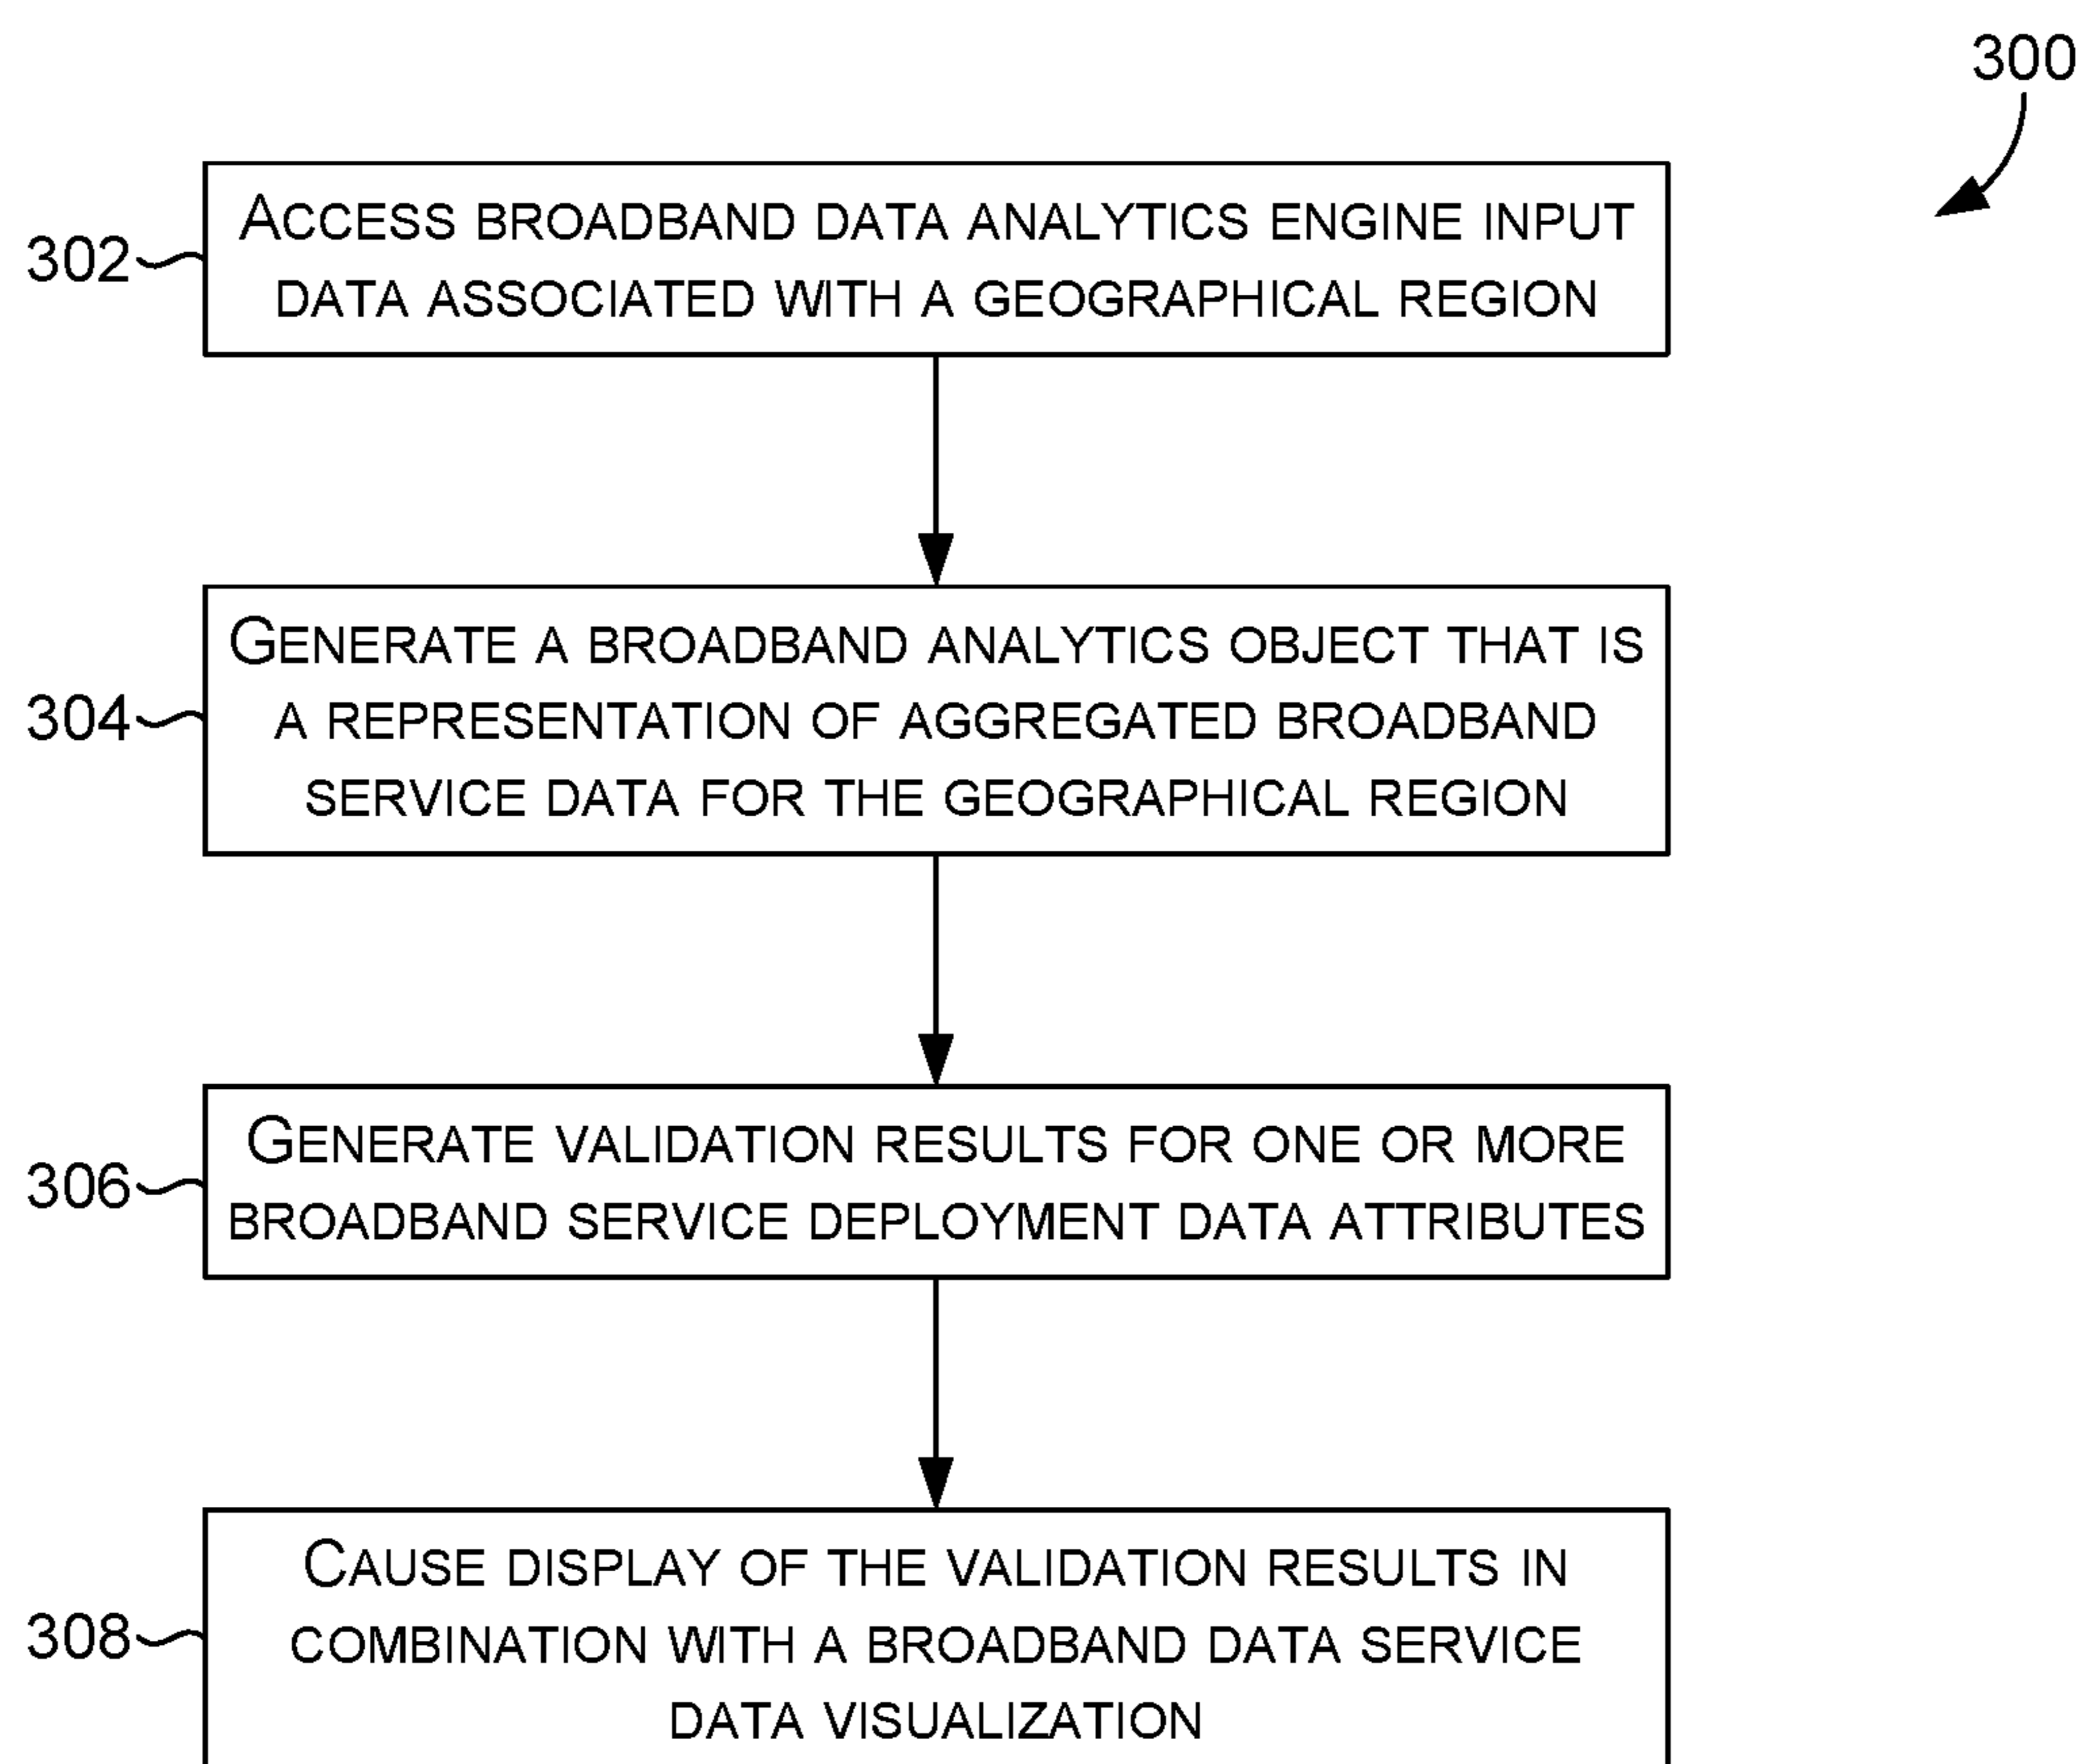 300
302
ACCESS BROADBAND DATA ANALYTICS ENGINE INPUT
DATA ASSOCIATED WITH A GEOGRAPHICAL REGION
304
GENERATE A BROADBAND ANALYTICS OBJECT THAT IS
A REPRESENTATION OF AGGREGATED BROADBAND
SERVICE DATA FOR THE GEOGRAPHICAL REGION
306
GENERATE VALIDATION RESULTS FOR ONE OR MORE
BROADBAND SERVICE DEPLOYMENT DATA ATTRIBUTES
308
CAUSE DISPLAY OF THE VALIDATION RESULTS IN
COMBINATION WITH A BROADBAND DATA SERVICE
DATA VISUALIZATION